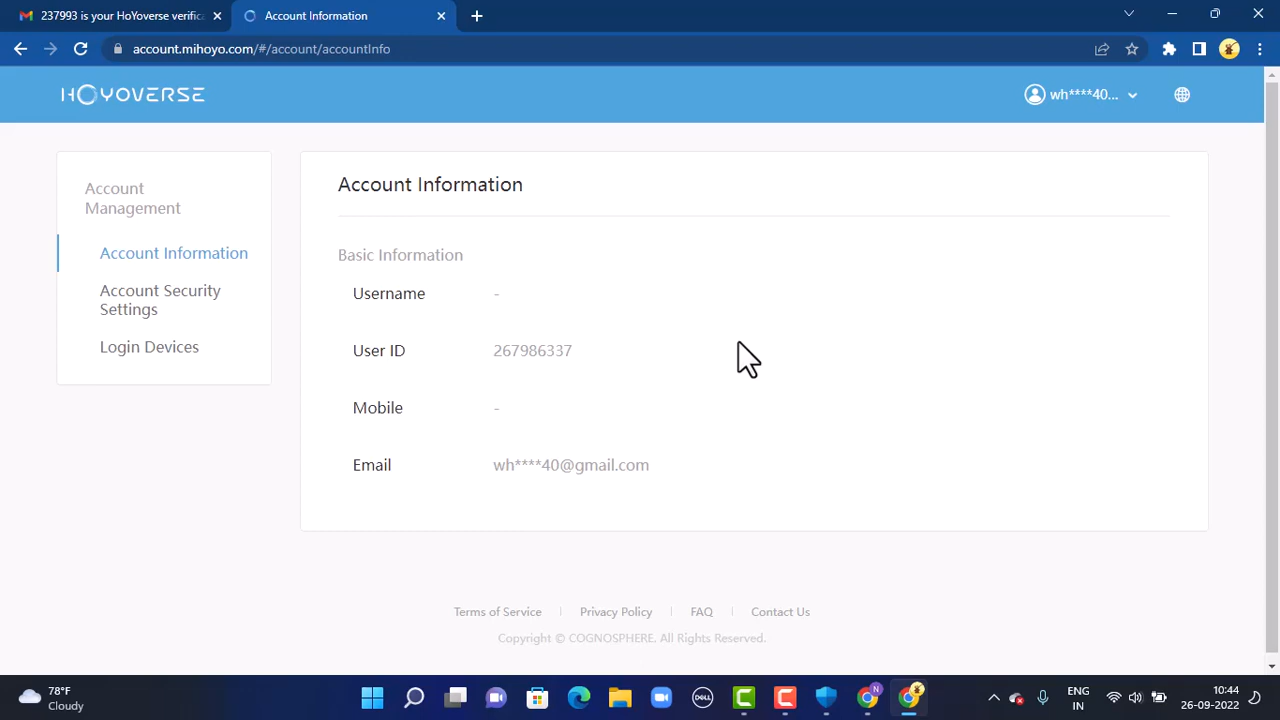 237993 is your HoYoverse verific
Account Information
account.mihoyo.com/#/account/accountInfo
HOYOVERSE
wh****40...
Account
Management
Account Information
Account Security
Settings
Login Devices
Account Information
Basic Information
Username -
User ID 267986337
Mobile -
Email wh****40@gmail.com
Terms of Service | Privacy Policy | FAQ | Contact Us
Copyright © COGNOSPHERE. All Rights Reserved.
78°F
Cloudy
DELL
N
ENG
IN
10:44
26-09-2022